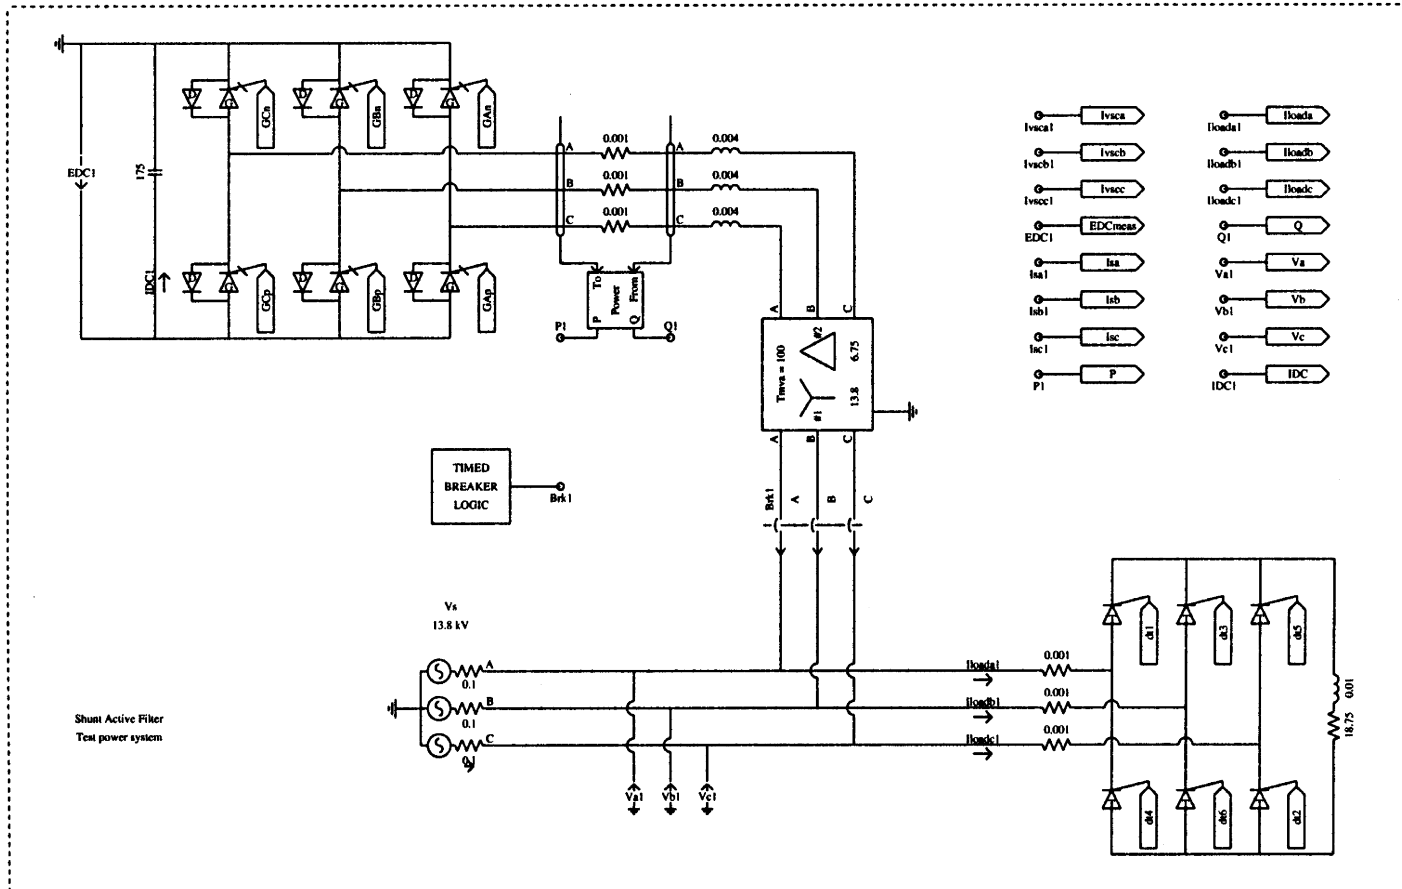 D
G
GCn
D
G
GBn
D
G
GAn
EDC1
175
IDC1
D
G
GCp
D
G
GBp
D
G
GAp
A
0.001
A
0.004
B
0.001
B
0.004
C
0.001
C
0.004
To
From
Power
P
Q
P1
Q1
Ivsca1
Ivsca
Iloada1
Iloada
Ivscb1
Ivscb
Iloadb1
Iloadb
Ivscc1
Ivscc
Iloadc1
Iloadc
EDC1
EDCmeas
Q1
Q
Isa1
Isa
Va1
Va
Isb1
Isb
Vb1
Vb
Isc1
Isc
Vc1
Vc
P1
P
IDC1
IDC
A
B
C
Tmva = 100
#2
6.75
#1
13.8
A
B
C
Brk1
A
B
C
TIMED
BREAKER
LOGIC
Brk1
Vs
13.8 kV
A
0.1
B
0.1
C
0.1
Va1
Vb1
Vc1
Iloada1
0.001
Iloadb1
0.001
Iloadc1
0.001
dt1
dt3
dt5
0.01
18.75
dt4
dt6
dt2
Shunt Active Filter
Test power system